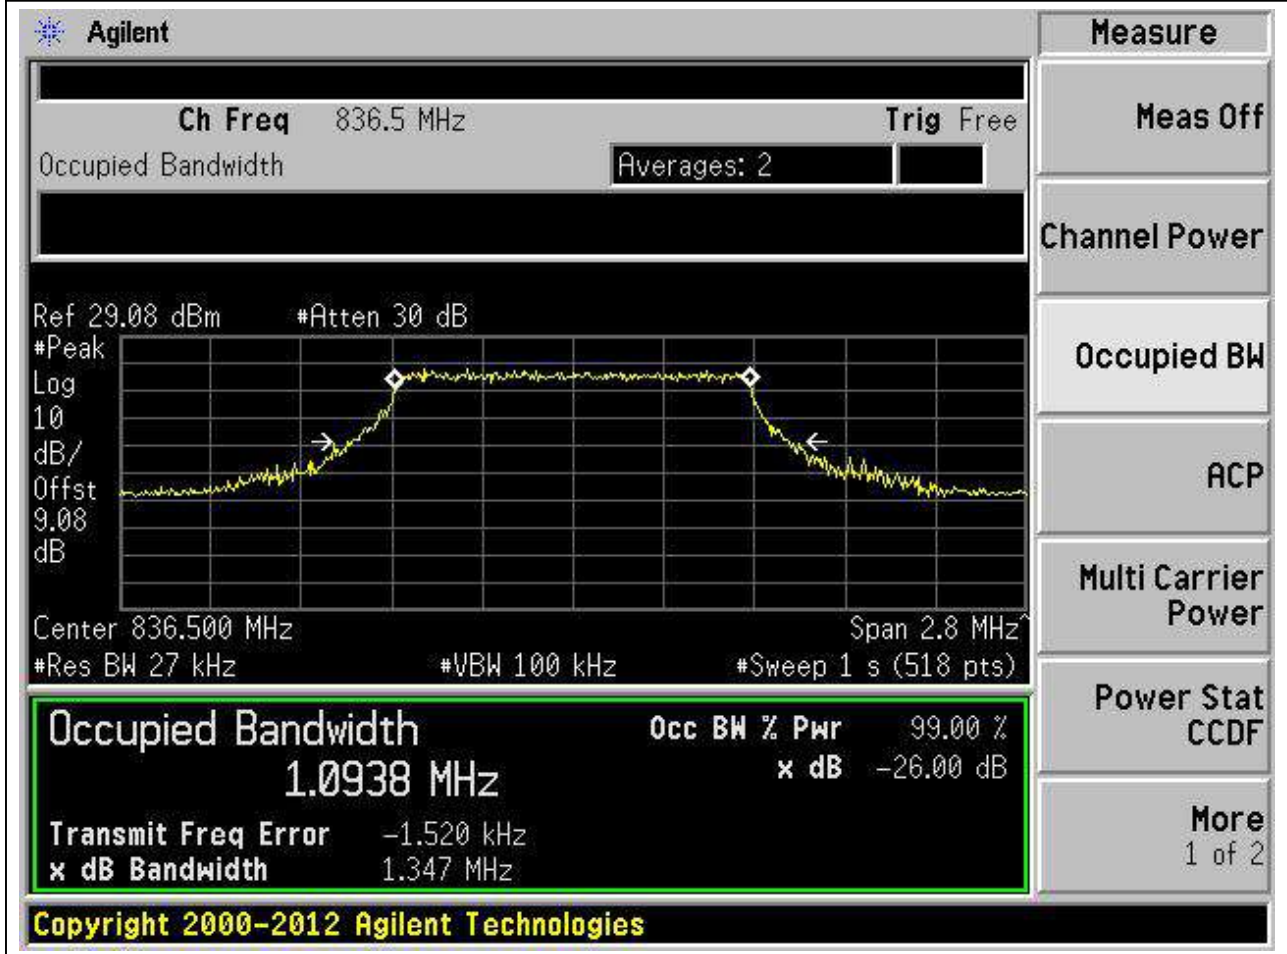 Agilent
Ch Freq 836.5 MHz Trig Free
Occupied Bandwidth Averages: 2
Ref 29.08 dBm #Atten 30 dB
#Peak
Log
10
dB/
Offst
9.08
dB
Center 836.500 MHz Span 2.8 MHz^
#Res BW 27 kHz #VBW 100 kHz #Sweep 1 s (518 pts)
Occupied Bandwidth Occ BW % Pwr 99.00 %
1.0938 MHz x dB -26.00 dB
Transmit Freq Error -1.520 kHz
x dB Bandwidth 1.347 MHz
Copyright 2000-2012 Agilent Technologies
Measure
Meas Off
Channel Power
Occupied BW
ACP
Multi Carrier
Power
Power Stat
CCDF
More
1 of 2